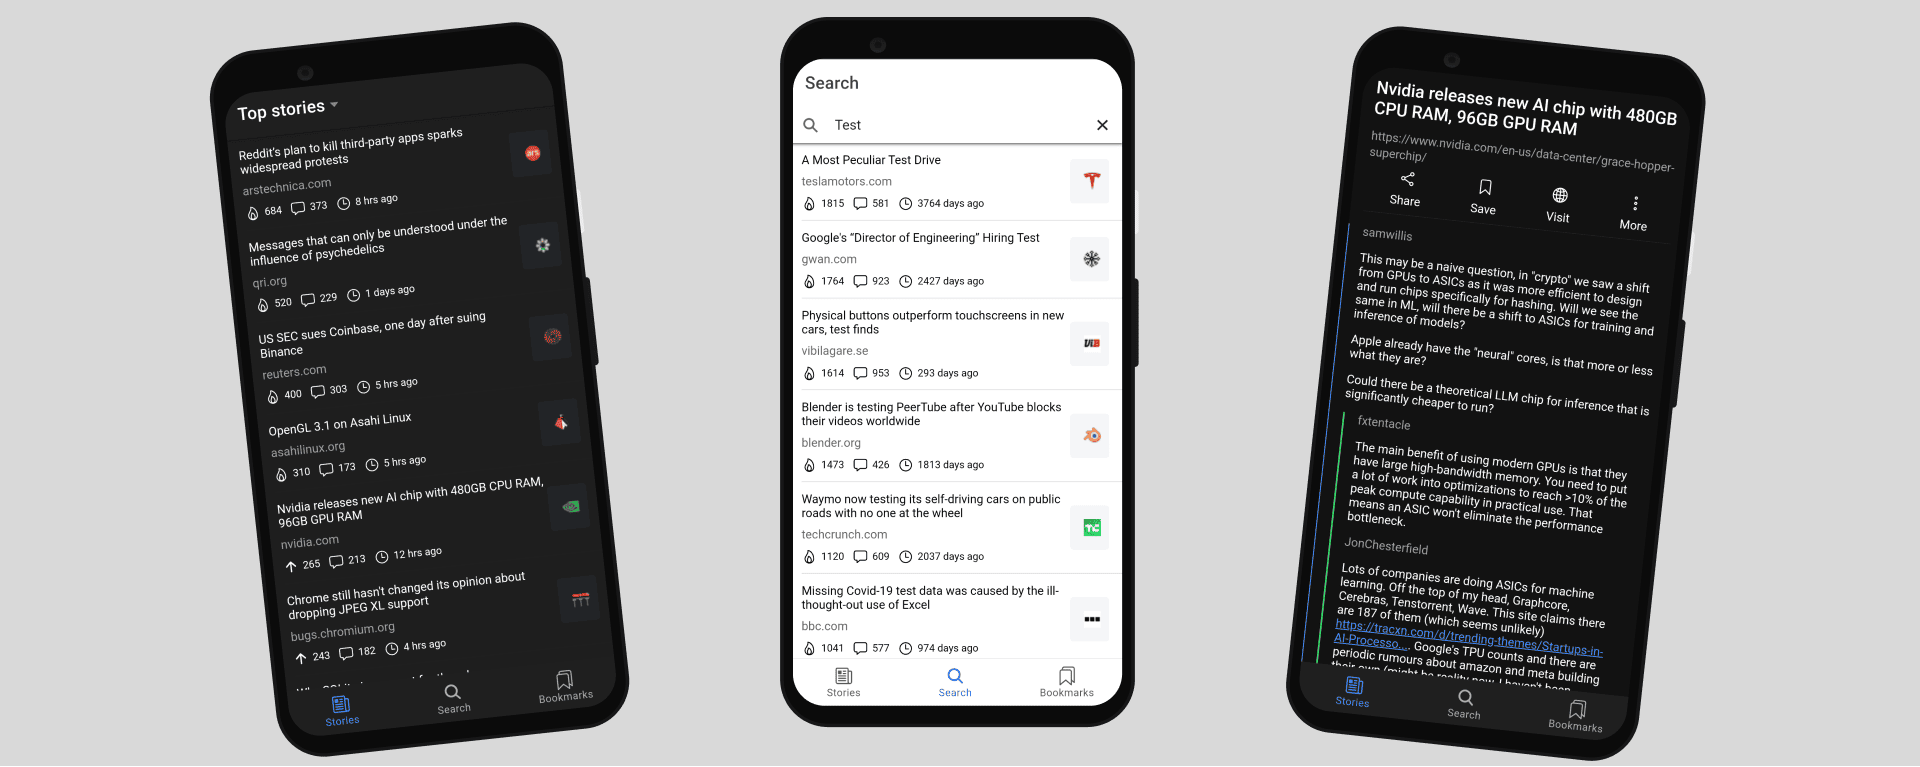 Top stories
Reddit's plan to kill third-party apps sparks
widespread protests
arstechnica.com
684 373 8 hrs ago
Messages that can only be understood under the
influence of psychedelics
qri.org
520 229 1 days ago
US SEC sues Coinbase, one day after suing
Binance
reuters.com
400 303 5 hrs ago
OpenGL 3.1 on Asahi Linux
asahilinux.org
310 173 5 hrs ago
Nvidia releases new AI chip with 480GB CPU RAM,
96GB GPU RAM
nvidia.com
265 213 12 hrs ago
Chrome still hasn't changed its opinion about
dropping JPEG XL support
bugs.chromium.org
243 182 4 hrs ago
Stories Search Bookmarks
Search
Test
A Most Peculiar Test Drive
teslamotors.com
1815 581 3764 days ago
Google's “Director of Engineering” Hiring Test
gwan.com
1764 923 2427 days ago
Physical buttons outperform touchscreens in new
cars, test finds
vibilagare.se
1614 953 293 days ago
Blender is testing PeerTube after YouTube blocks
their videos worldwide
blender.org
1473 426 1813 days ago
Waymo now testing its self-driving cars on public
roads with no one at the wheel
techcrunch.com
1120 609 2037 days ago
Missing Covid-19 test data was caused by the ill-
thought-out use of Excel
bbc.com
1041 577 974 days ago
Stories Search Bookmarks
Nvidia releases new AI chip with 480GB
CPU RAM, 96GB GPU RAM
https://www.nvidia.com/en-us/data-center/grace-hopper-
superchip/
Share Save Visit More
samwillis
This may be a naive question, in "crypto" we saw a shift
from GPUs to ASICs as it was more efficient to design
and run chips specifically for hashing. Will we see the
same in ML, will there be a shift to ASICs for training and
inference of models?
Apple already have the "neural" cores, is that more or less
what they are?
Could there be a theoretical LLM chip for inference that is
significantly cheaper to run?
fxtentacle
The main benefit of using modern GPUs is that they
have large high-bandwidth memory. You need to put
a lot of work into optimizations to reach >10% of the
peak compute capability in practical use. That
means an ASIC won't eliminate the performance
bottleneck.
JonChesterfield
Lots of companies are doing ASICs for machine
learning. Off the top of my head, Graphcore,
Cerebras, Tenstorrent, Wave. This site claims there
are 187 of them (which seems unlikely)
https://tracxn.com/d/trending-themes/Startups-in-
AI-Processo.... Google's TPU counts and there are
periodic rumours about amazon and meta building
their own (might be reality now, I haven't been
Stories Search Bookmarks